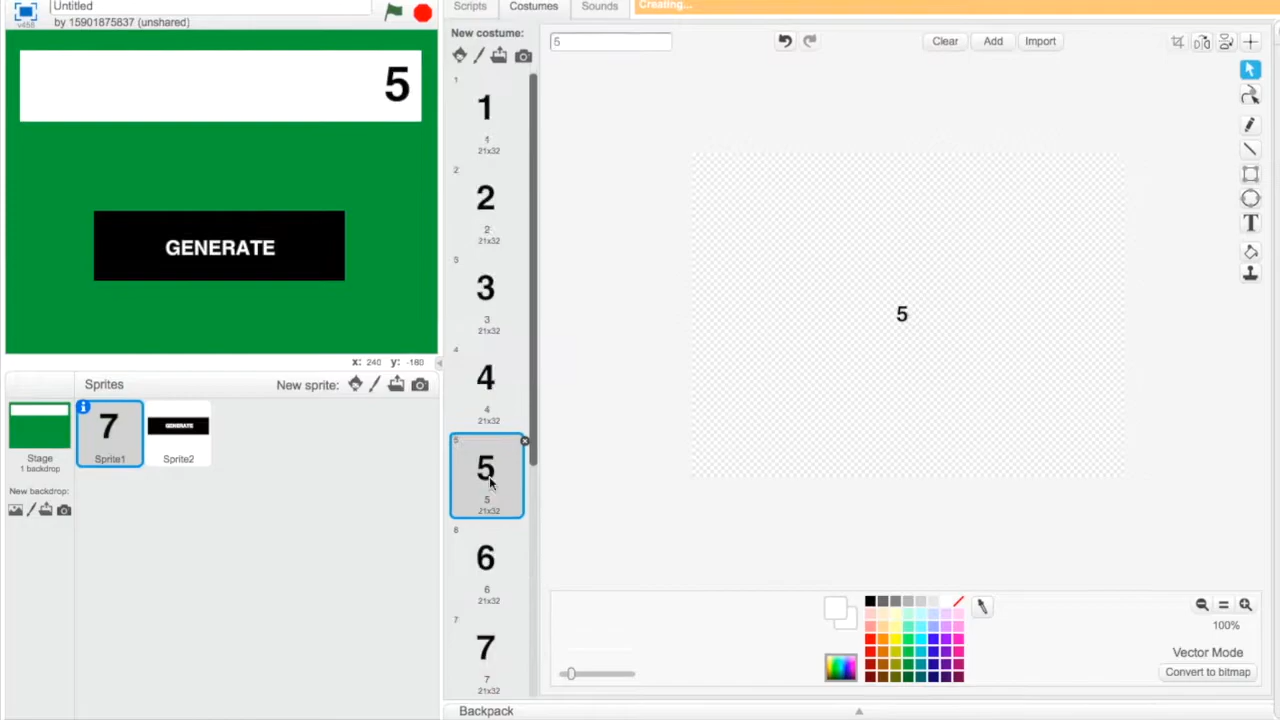 Untitled
by 15901875837 (unshared)
v458
Scripts
Costumes
Sounds
Creating...
New costume:
5
Clear
Add
Import
5
GENERATE
x: 240 y: -180
Sprites
New sprite:
7
Sprite1
GENERATE
Sprite2
Stage
1 backdrop
New backdrop:
1
1
21x32
2
2
2
21x32
3
3
3
21x32
4
4
4
21x32
5
5
5
21x32
6
6
6
21x32
7
7
7
21x32
5
T
100%
Vector Mode
Convert to bitmap
Backpack